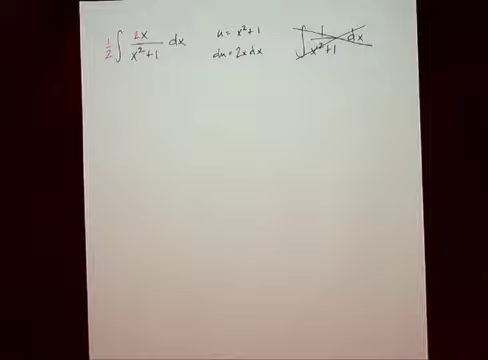 1/2 ∫ 2x/(x²+1) dx
u = x²+1
du = 2x dx
∫ 1/(x²+1) dx